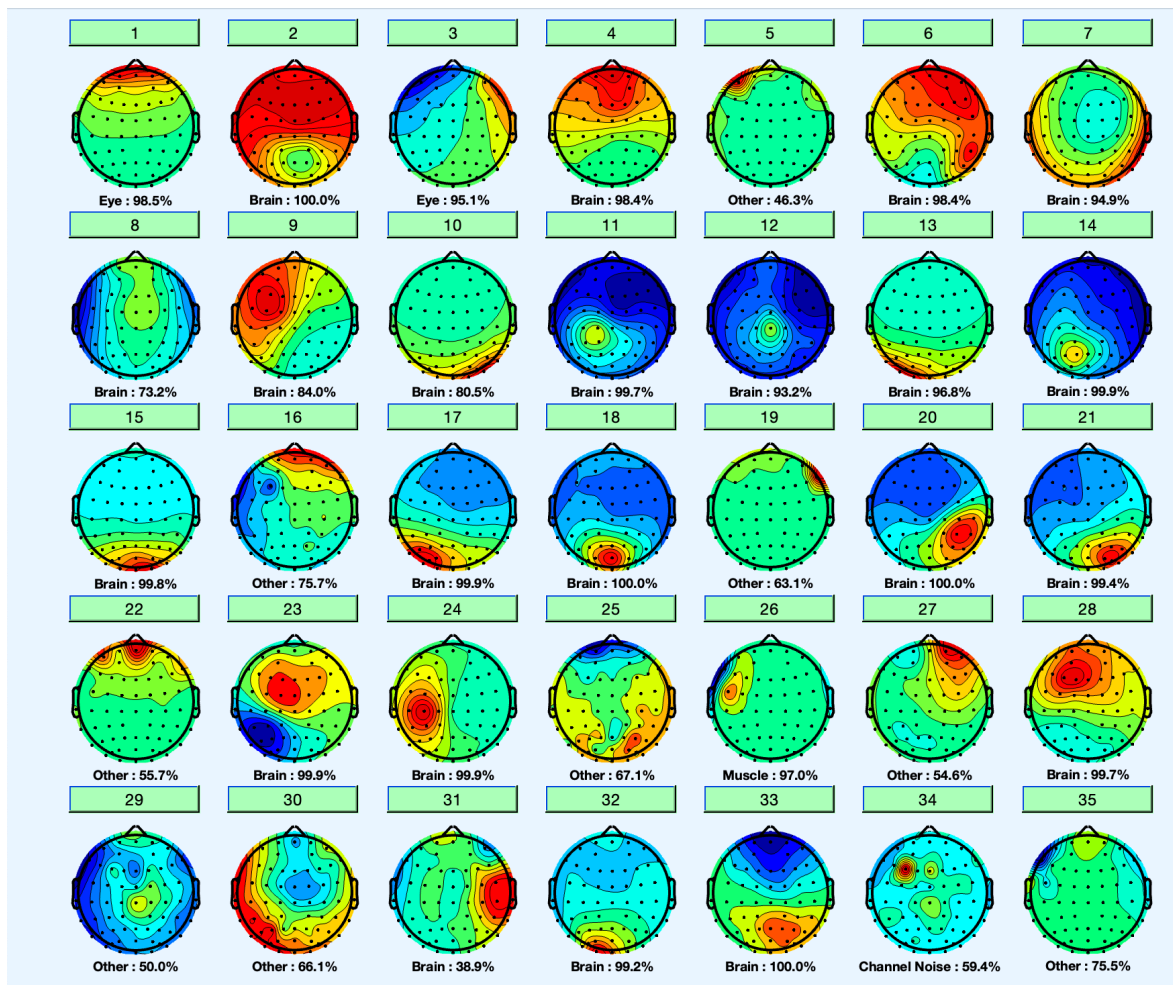 1 2 3 4 5 6 7
Eye : 98.5% Brain : 100.0% Eye : 95.1% Brain : 98.4% Other : 46.3% Brain : 98.4% Brain : 94.9%
8 9 10 11 12 13 14
Brain : 73.2% Brain : 84.0% Brain : 80.5% Brain : 99.7% Brain : 93.2% Brain : 96.8% Brain : 99.9%
15 16 17 18 19 20 21
Brain : 99.8% Other : 75.7% Brain : 99.9% Brain : 100.0% Other : 63.1% Brain : 100.0% Brain : 99.4%
22 23 24 25 26 27 28
Other : 55.7% Brain : 99.9% Brain : 99.9% Other : 67.1% Muscle : 97.0% Other : 54.6% Brain : 99.7%
29 30 31 32 33 34 35
Other : 50.0% Other : 66.1% Brain : 38.9% Brain : 99.2% Brain : 100.0% Channel Noise : 59.4% Other : 75.5%